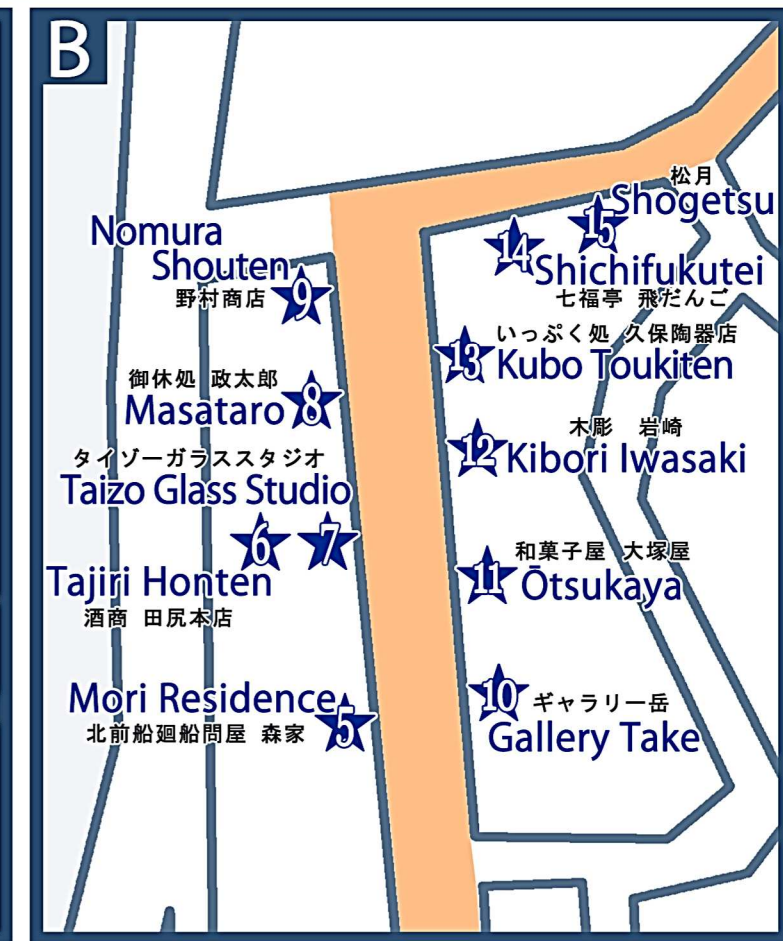 B
松月
Shogetsu
15
14
Shichifukutei
七福亭 飛だんご
Nomura
Shouten
野村商店
9
いっぷく処 久保陶器店
13
Kubo Toukiten
御休処 政太郎
Masataro
8
木彫 岩崎
12
Kibori Iwasaki
タイゾーガラススタジオ
Taizo Glass Studio
6
7
Tajiri Honten
酒商 田尻本店
和菓子屋 大塚屋
11
Ōtsukaya
Mori Residence
北前船廻船問屋 森家
5
10
ギャラリー岳
Gallery Take